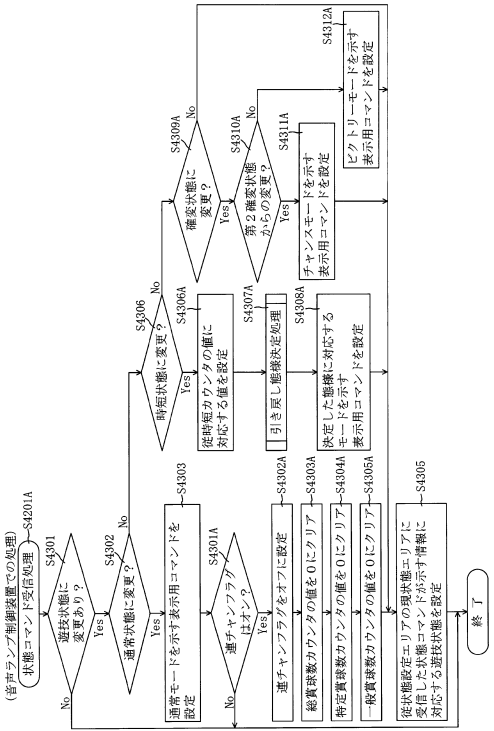 (音声ランプ制御装置での処理)
S4201A
状態コマンド受信処理
S4301
遊技状態に
変更あり?
No
Yes
S4302
通常状態に変更?
No
Yes
S4303
通常モードを示す表示用コマンドを
設定
S4301A
連チャンフラグ
はオン?
No
Yes
S4302A
連チャンフラグをオフに設定
S4303A
総賞球数カウンタの値を0にクリア
S4304A
特定賞球数カウンタの値を0にクリア
S4305A
一般賞球数カウンタの値を0にクリア
S4305
従状態設定エリアの現状態エリアに
受信した状態コマンドが示す情報に
対応する遊技状態を設定
終了
S4306
時短状態に変更?
No
Yes
S4306A
従時短カウンタの値に
対応する値を設定
S4307A
引き戻し態様決定処理
S4308A
決定した態様に対応する
モードを示す
表示用コマンドを設定
S4309A
確変状態に
変更?
No
Yes
S4310A
第2確変状態
からの変更?
No
Yes
S4311A
チャンスモードを示す
表示用コマンドを設定
S4312A
ビクトリーモードを示す
表示用コマンドを設定